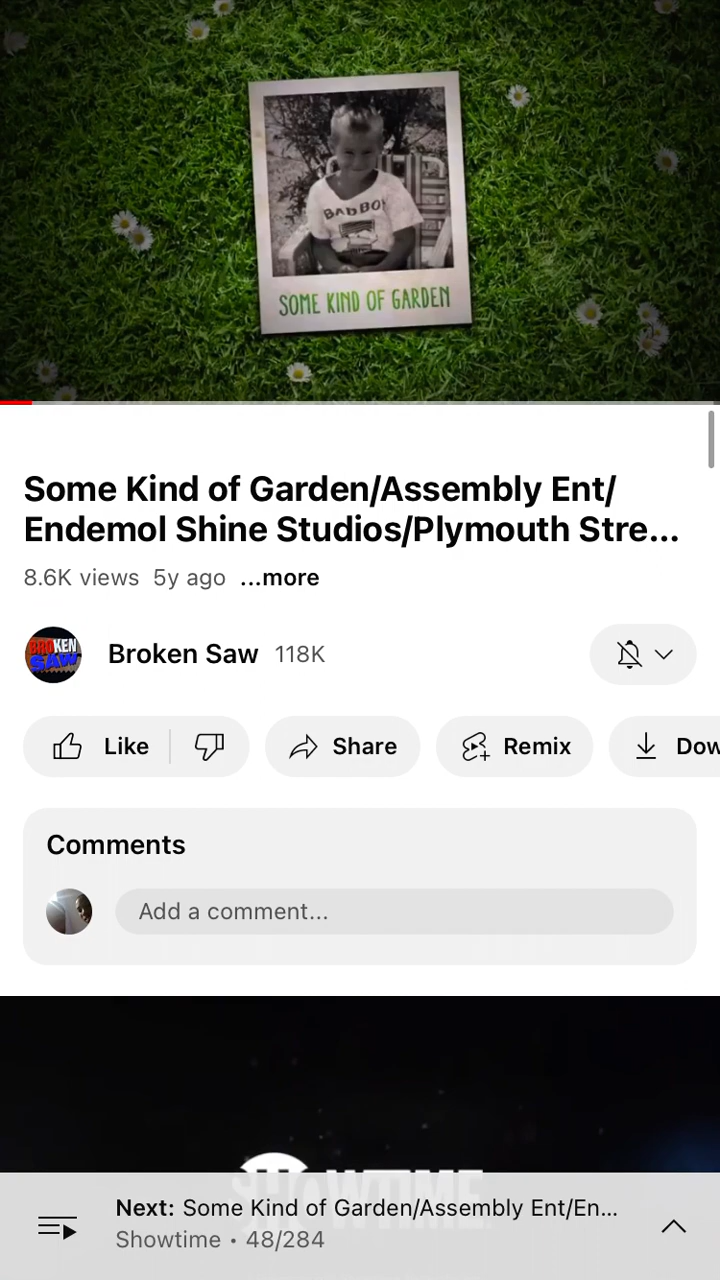 BAD BOY
SOME KIND OF GARDEN
Some Kind of Garden/Assembly Ent/
Endemol Shine Studios/Plymouth Stre...
8.6K views 5y ago ...more
BROKEN
SAW
Broken Saw 118K
Like
Share
Remix
Dow
Comments
Add a comment...
SHOWTIME
Next: Some Kind of Garden/Assembly Ent/En...
Showtime • 48/284